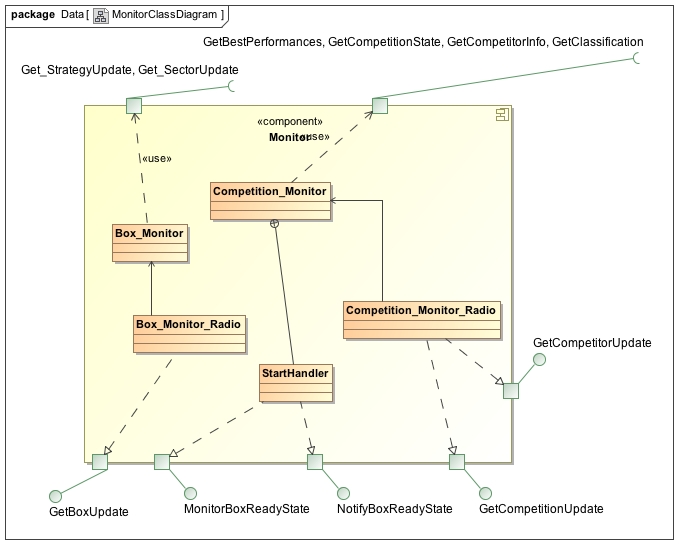 package Data[ MonitorClassDiagram ]
GetBestPerformances, GetCompetitionState, GetCompetitorInfo, GetClassification
Get_StrategyUpdate, Get_SectorUpdate
«component»
Monitor
«use»
«use»
Competition_Monitor
Box_Monitor
Competition_Monitor_Radio
Box_Monitor_Radio
GetCompetitorUpdate
StartHandler
GetBoxUpdate
MonitorBoxReadyState
NotifyBoxReadyState
GetCompetitionUpdate